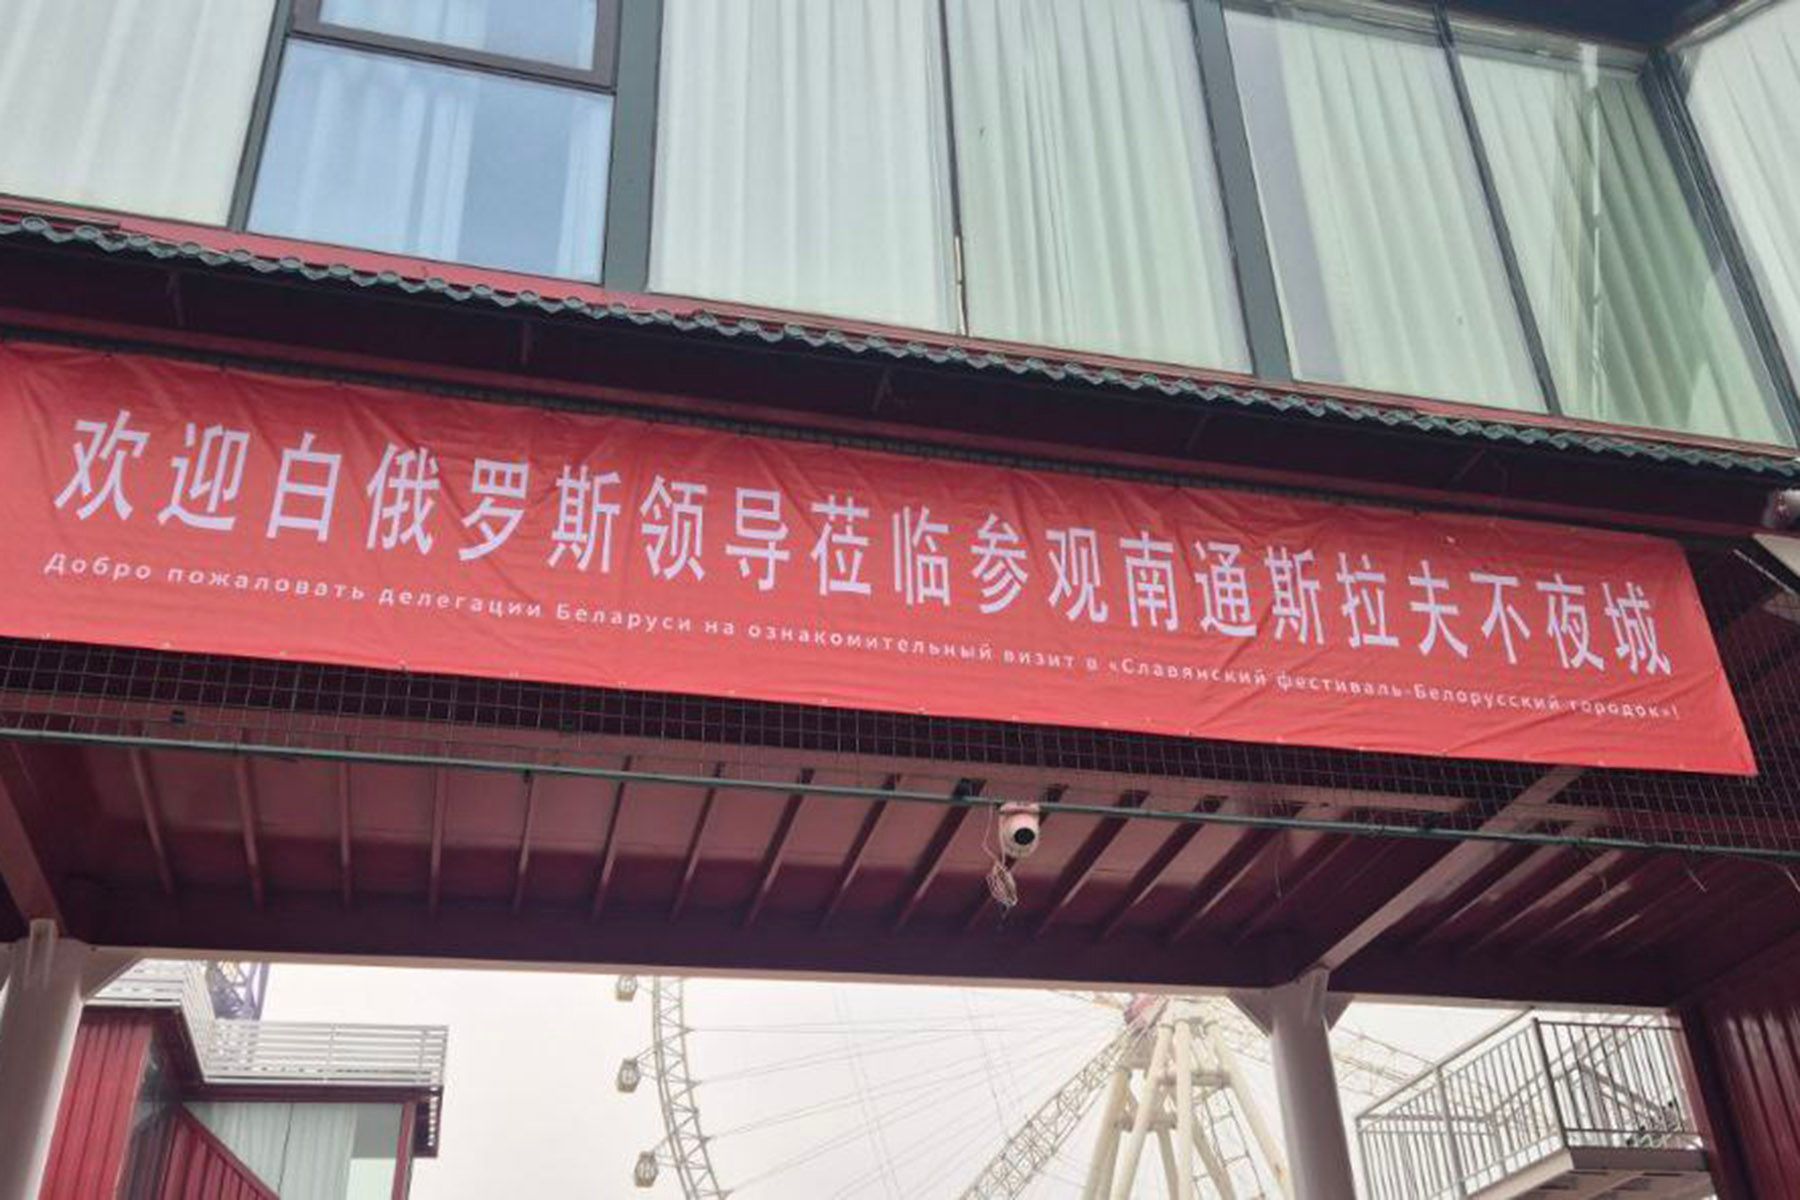 欢迎白俄罗斯领导莅临参观南通斯拉夫不夜城
Добро пожаловать делегации Беларуси на ознакомительный визит в «Славянский фестиваль-Белорусский городок»!